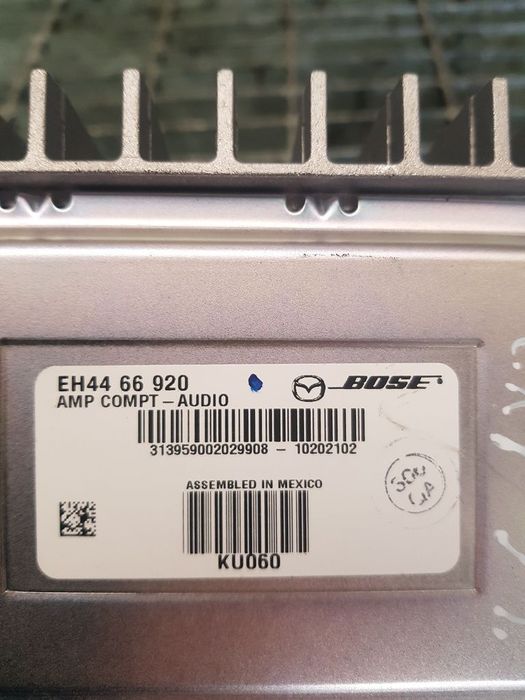 EH44 66 920
BOSE
AMP COMPT-AUDIO
313959002029908 - 10202102
ASSEMBLED IN MEXICO
KU060